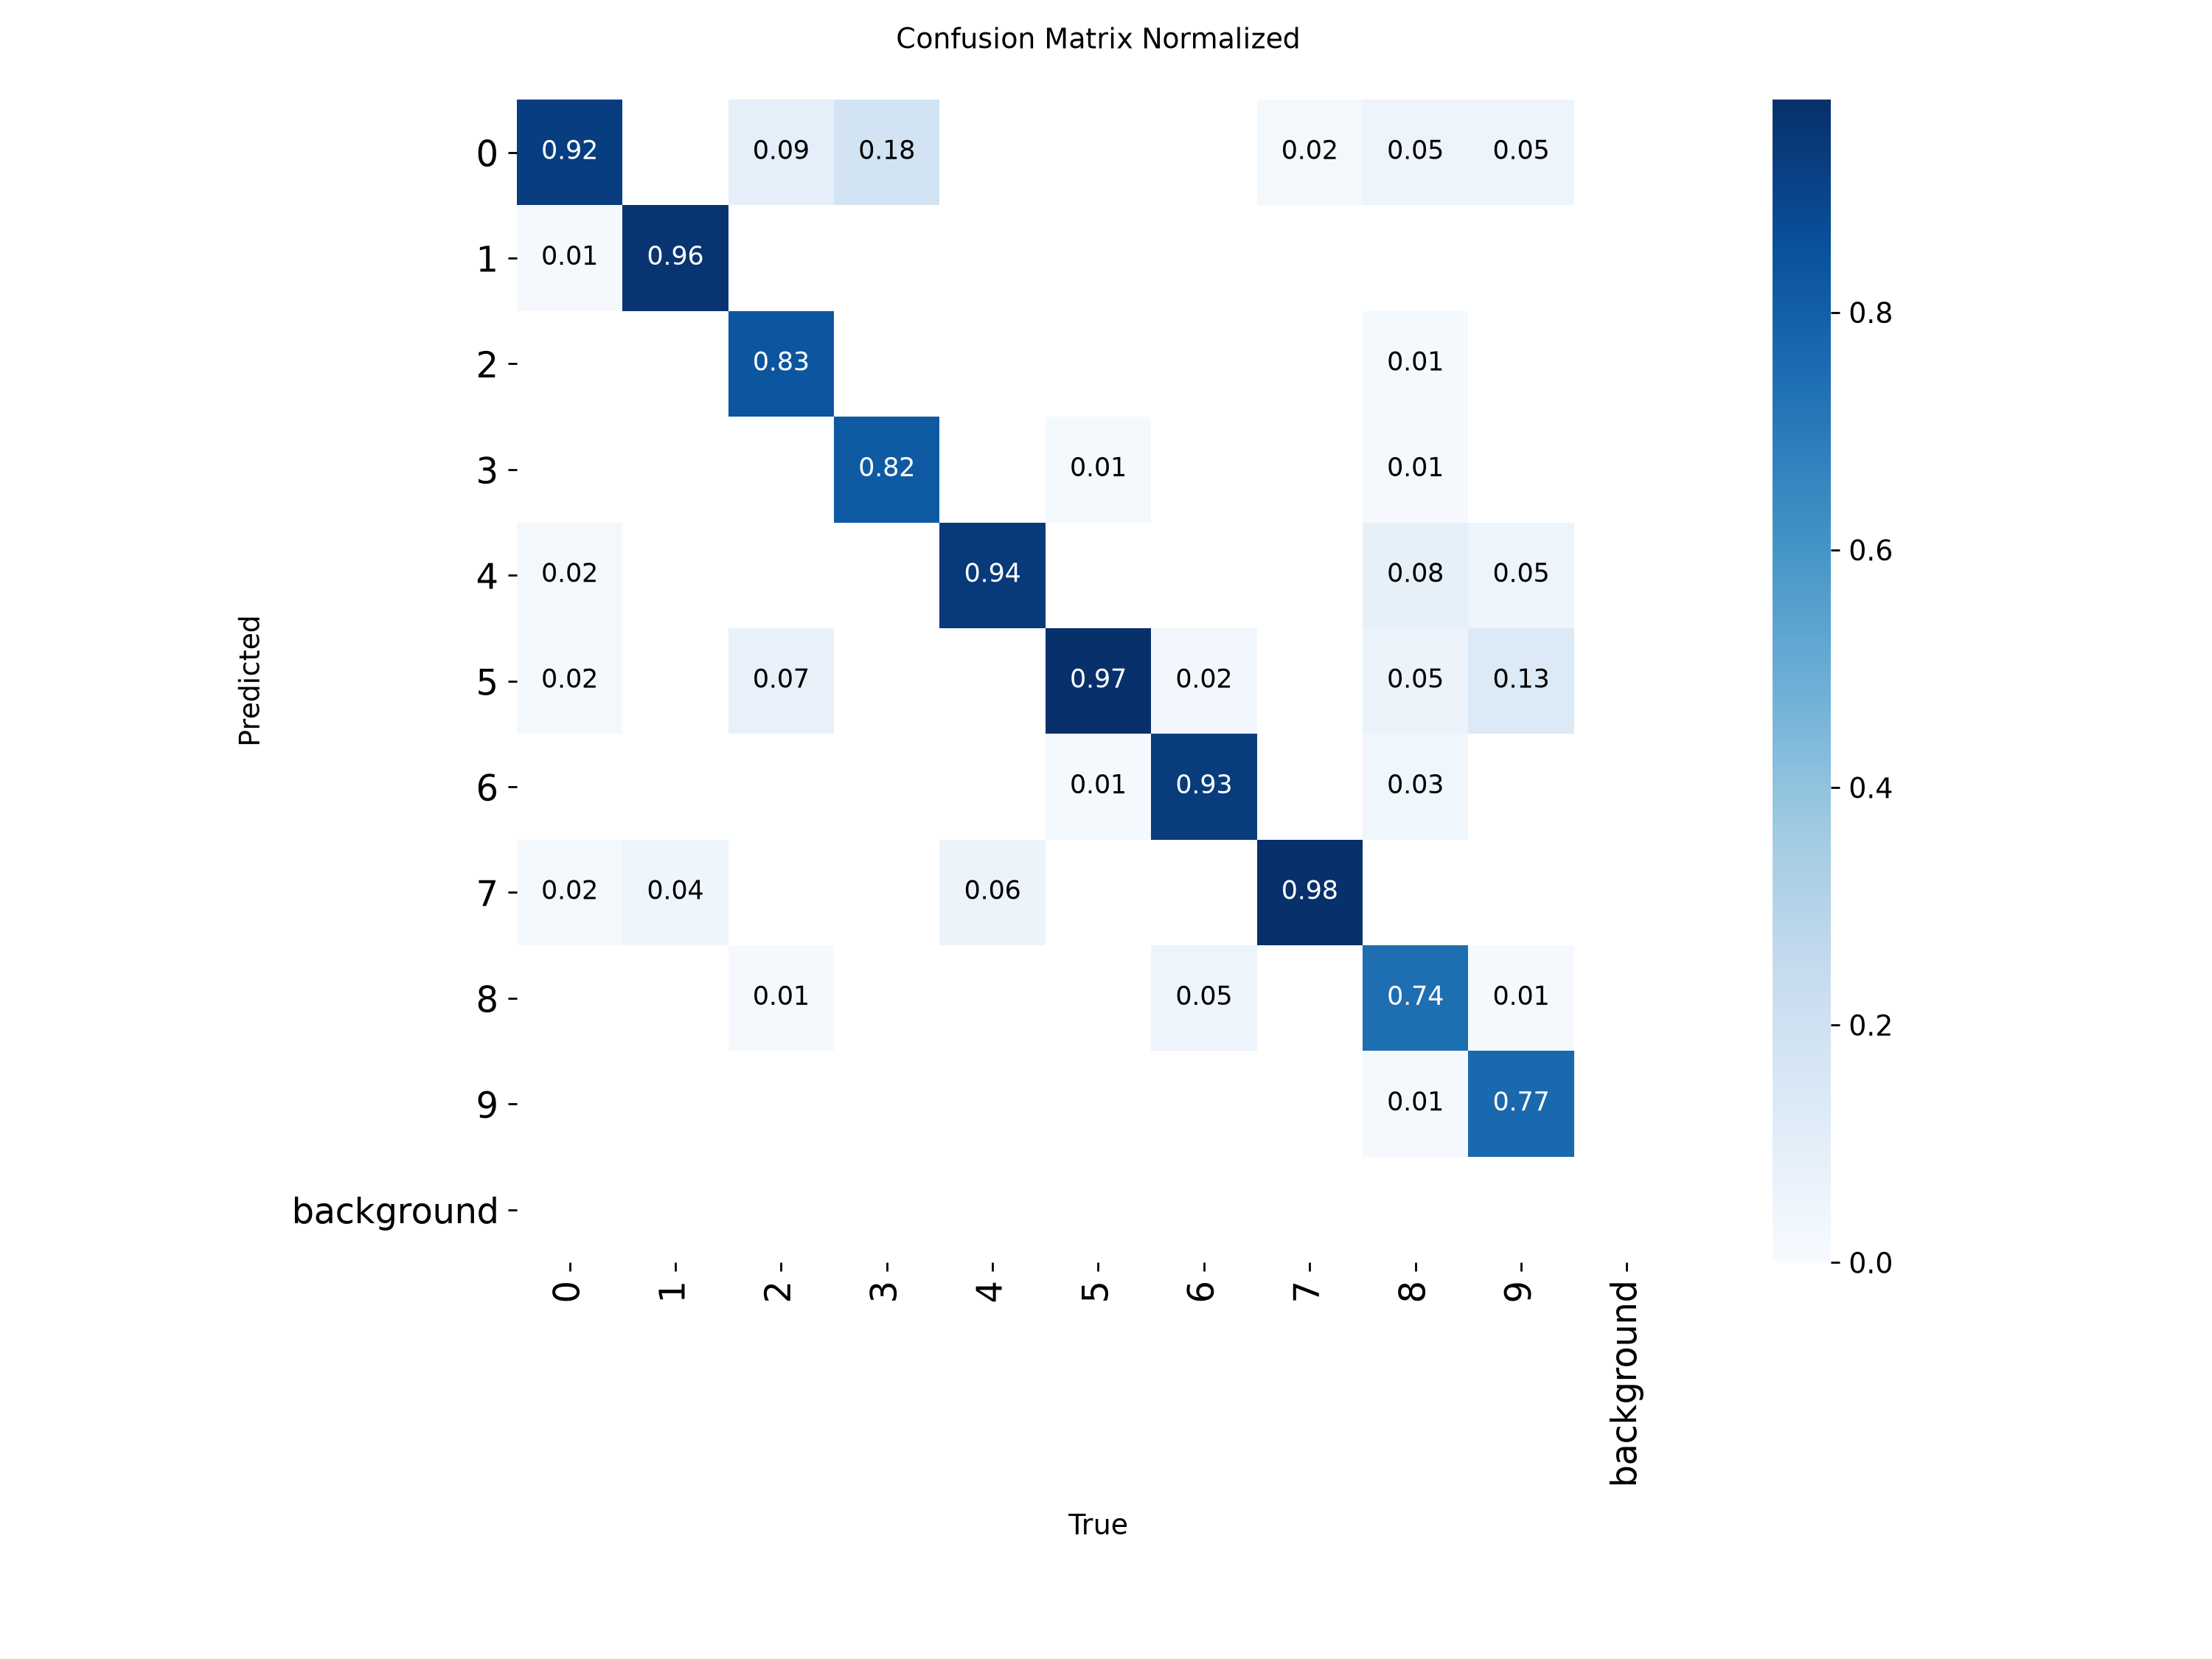 Confusion Matrix Normalized
0 0.92 0.09 0.18 0.02 0.05 0.05
1 0.01 0.96
2 0.83 0.01
0.8
3 0.82 0.01 0.01
0.6
4 0.02 0.94 0.08 0.05
Predicted
5 0.02 0.07 0.97 0.02 0.05 0.13
6 0.01 0.93 0.03
0.4
7 0.02 0.04 0.06 0.98
8 0.01 0.05 0.74 0.01
0.2
9 0.01 0.77
background
0.0
0 1 2 3 4 5 6 7 8 9 background
True